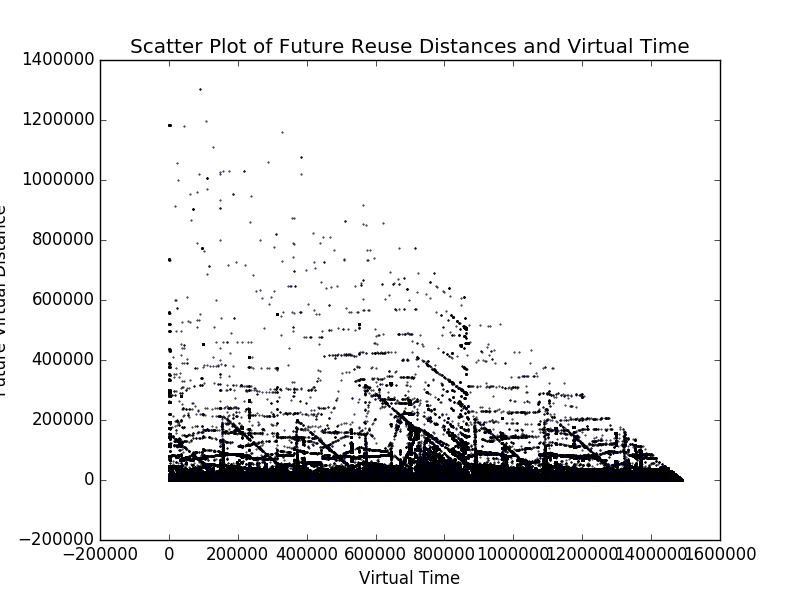 Scatter Plot of Future Reuse Distances and Virtual Time
1400000
1200000
1000000
800000
600000
400000
200000
0
−200000
Future Virtual Distance
−200000 0 200000 400000 600000 800000 1000000 1200000 1400000 1600000
Virtual Time